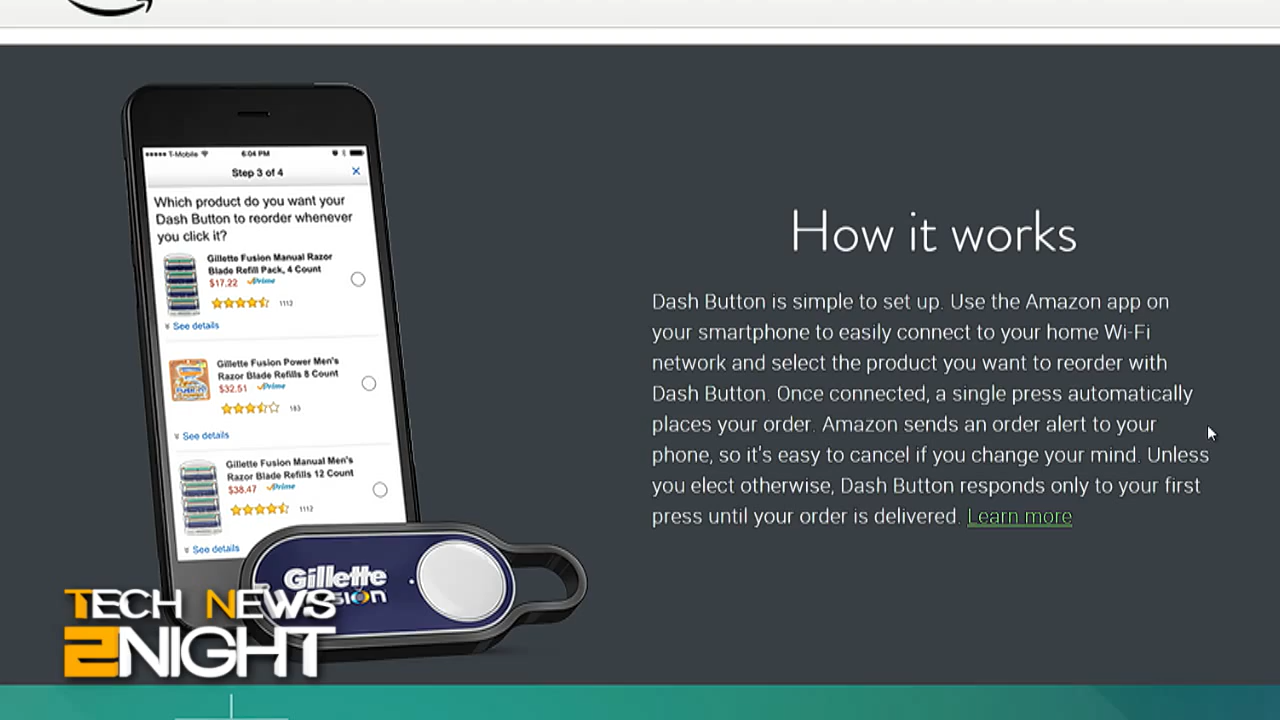 T-Mobile 6:04 PM
Step 3 of 4
Which product do you want your
Dash Button to reorder whenever
you click it?
Gillette Fusion Manual Razor
Blade Refill Pack, 4 Count
$17.22 Prime
1112
See details
Gillette Fusion Power Men's
Razor Blade Refills 8 Count
$32.51 Prime
183
See details
Gillette Fusion Manual Men's
Razor Blade Refills 12 Count
$38.47 Prime
1112
See details
Gillette
TECH NEWS
2NIGHT
How it works
Dash Button is simple to set up. Use the Amazon app on
your smartphone to easily connect to your home Wi-Fi
network and select the product you want to reorder with
Dash Button. Once connected, a single press automatically
places your order. Amazon sends an order alert to your
phone, so it's easy to cancel if you change your mind. Unless
you elect otherwise, Dash Button responds only to your first
press until your order is delivered. Learn more